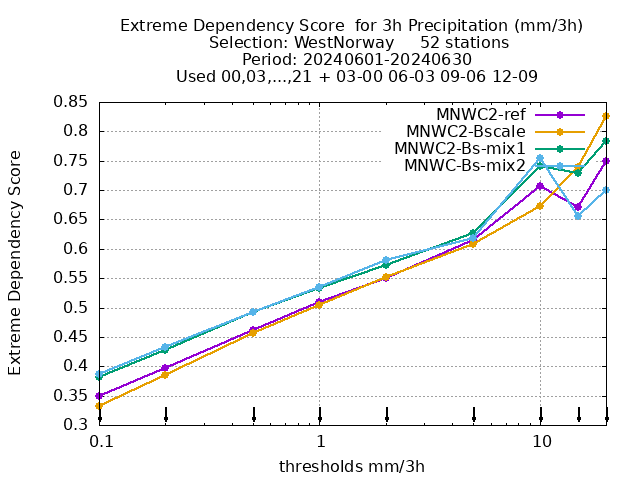 Extreme Dependency Score  for 3h Precipitation (mm/3h)
Selection: WestNorway     52 stations
Period: 20240601-20240630
Used 00,03,...,21 + 03-00 06-03 09-06 12-09
MNWC2-ref
MNWC2-Bscale
MNWC2-Bs-mix1
MNWC-Bs-mix2
Extreme Dependency Score
0.85
0.8
0.75
0.7
0.65
0.6
0.55
0.5
0.45
0.4
0.35
0.3
0.1 1 10
thresholds mm/3h